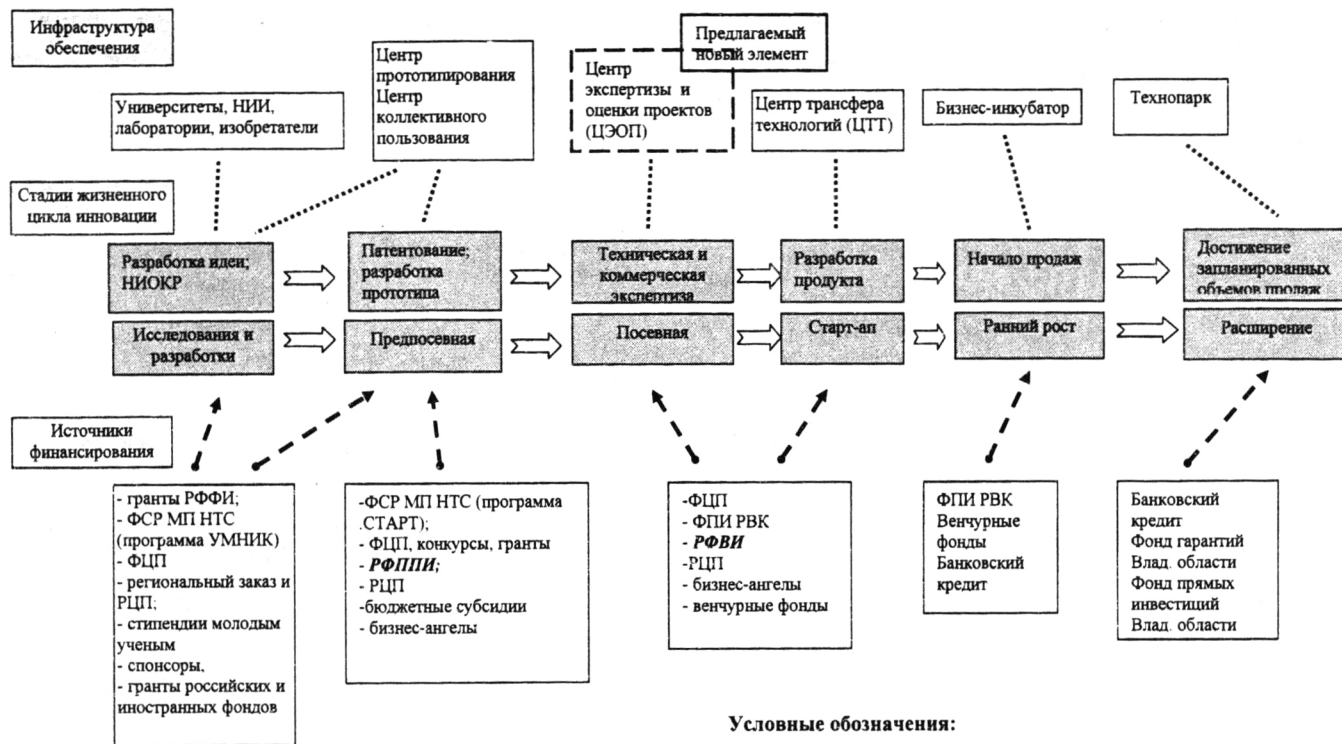 Инфраструктура
обеспечения
Предлагаемый
новый элемент
Университеты, НИИ,
лаборатории, изобретатели
Центр
прототипирования
Центр
коллективного
пользования
Центр
экспертизы и
оценки проектов
(ЦЭОП)
Центр трансфера
технологий (ЦТТ)
Бизнес-инкубатор
Технопарк
Стадии жизненного
цикла инновации
Разработка идеи;
НИОКР
Патентование;
разработка
прототипа
Техническая и
коммерческая
экспертиза
Разработка
продукта
Начало продаж
Достижение
запланированных
объемов продаж
Исследования и
разработки
Предпосевная
Посевная
Старт-ап
Ранний рост
Расширение
Источники
финансирования
- гранты РФФИ;
- ФСР МП НТС
(программа УМНИК)
- ФЦП
- региональный заказ и
РЦП;
- стипендии молодым
ученым
- спонсоры,
- гранты российских и
иностранных фондов
-ФСР МП НТС (программа
.СТАРТ);
- ФЦП, конкурсы, гранты
- РФППИ;
- РЦП
-бюджетные субсидии
- бизнес-ангелы
-ФЦП
- ФПИ РВК
- РФВИ
-РЦП
- бизнес-ангелы
- венчурные фонды
ФПИ РВК
Венчурные
фонды
Банковский
кредит
Банковский
кредит
Фонд гарантий
Влад. области
Фонд прямых
инвестиций
Влад. области
Условные обозначения: